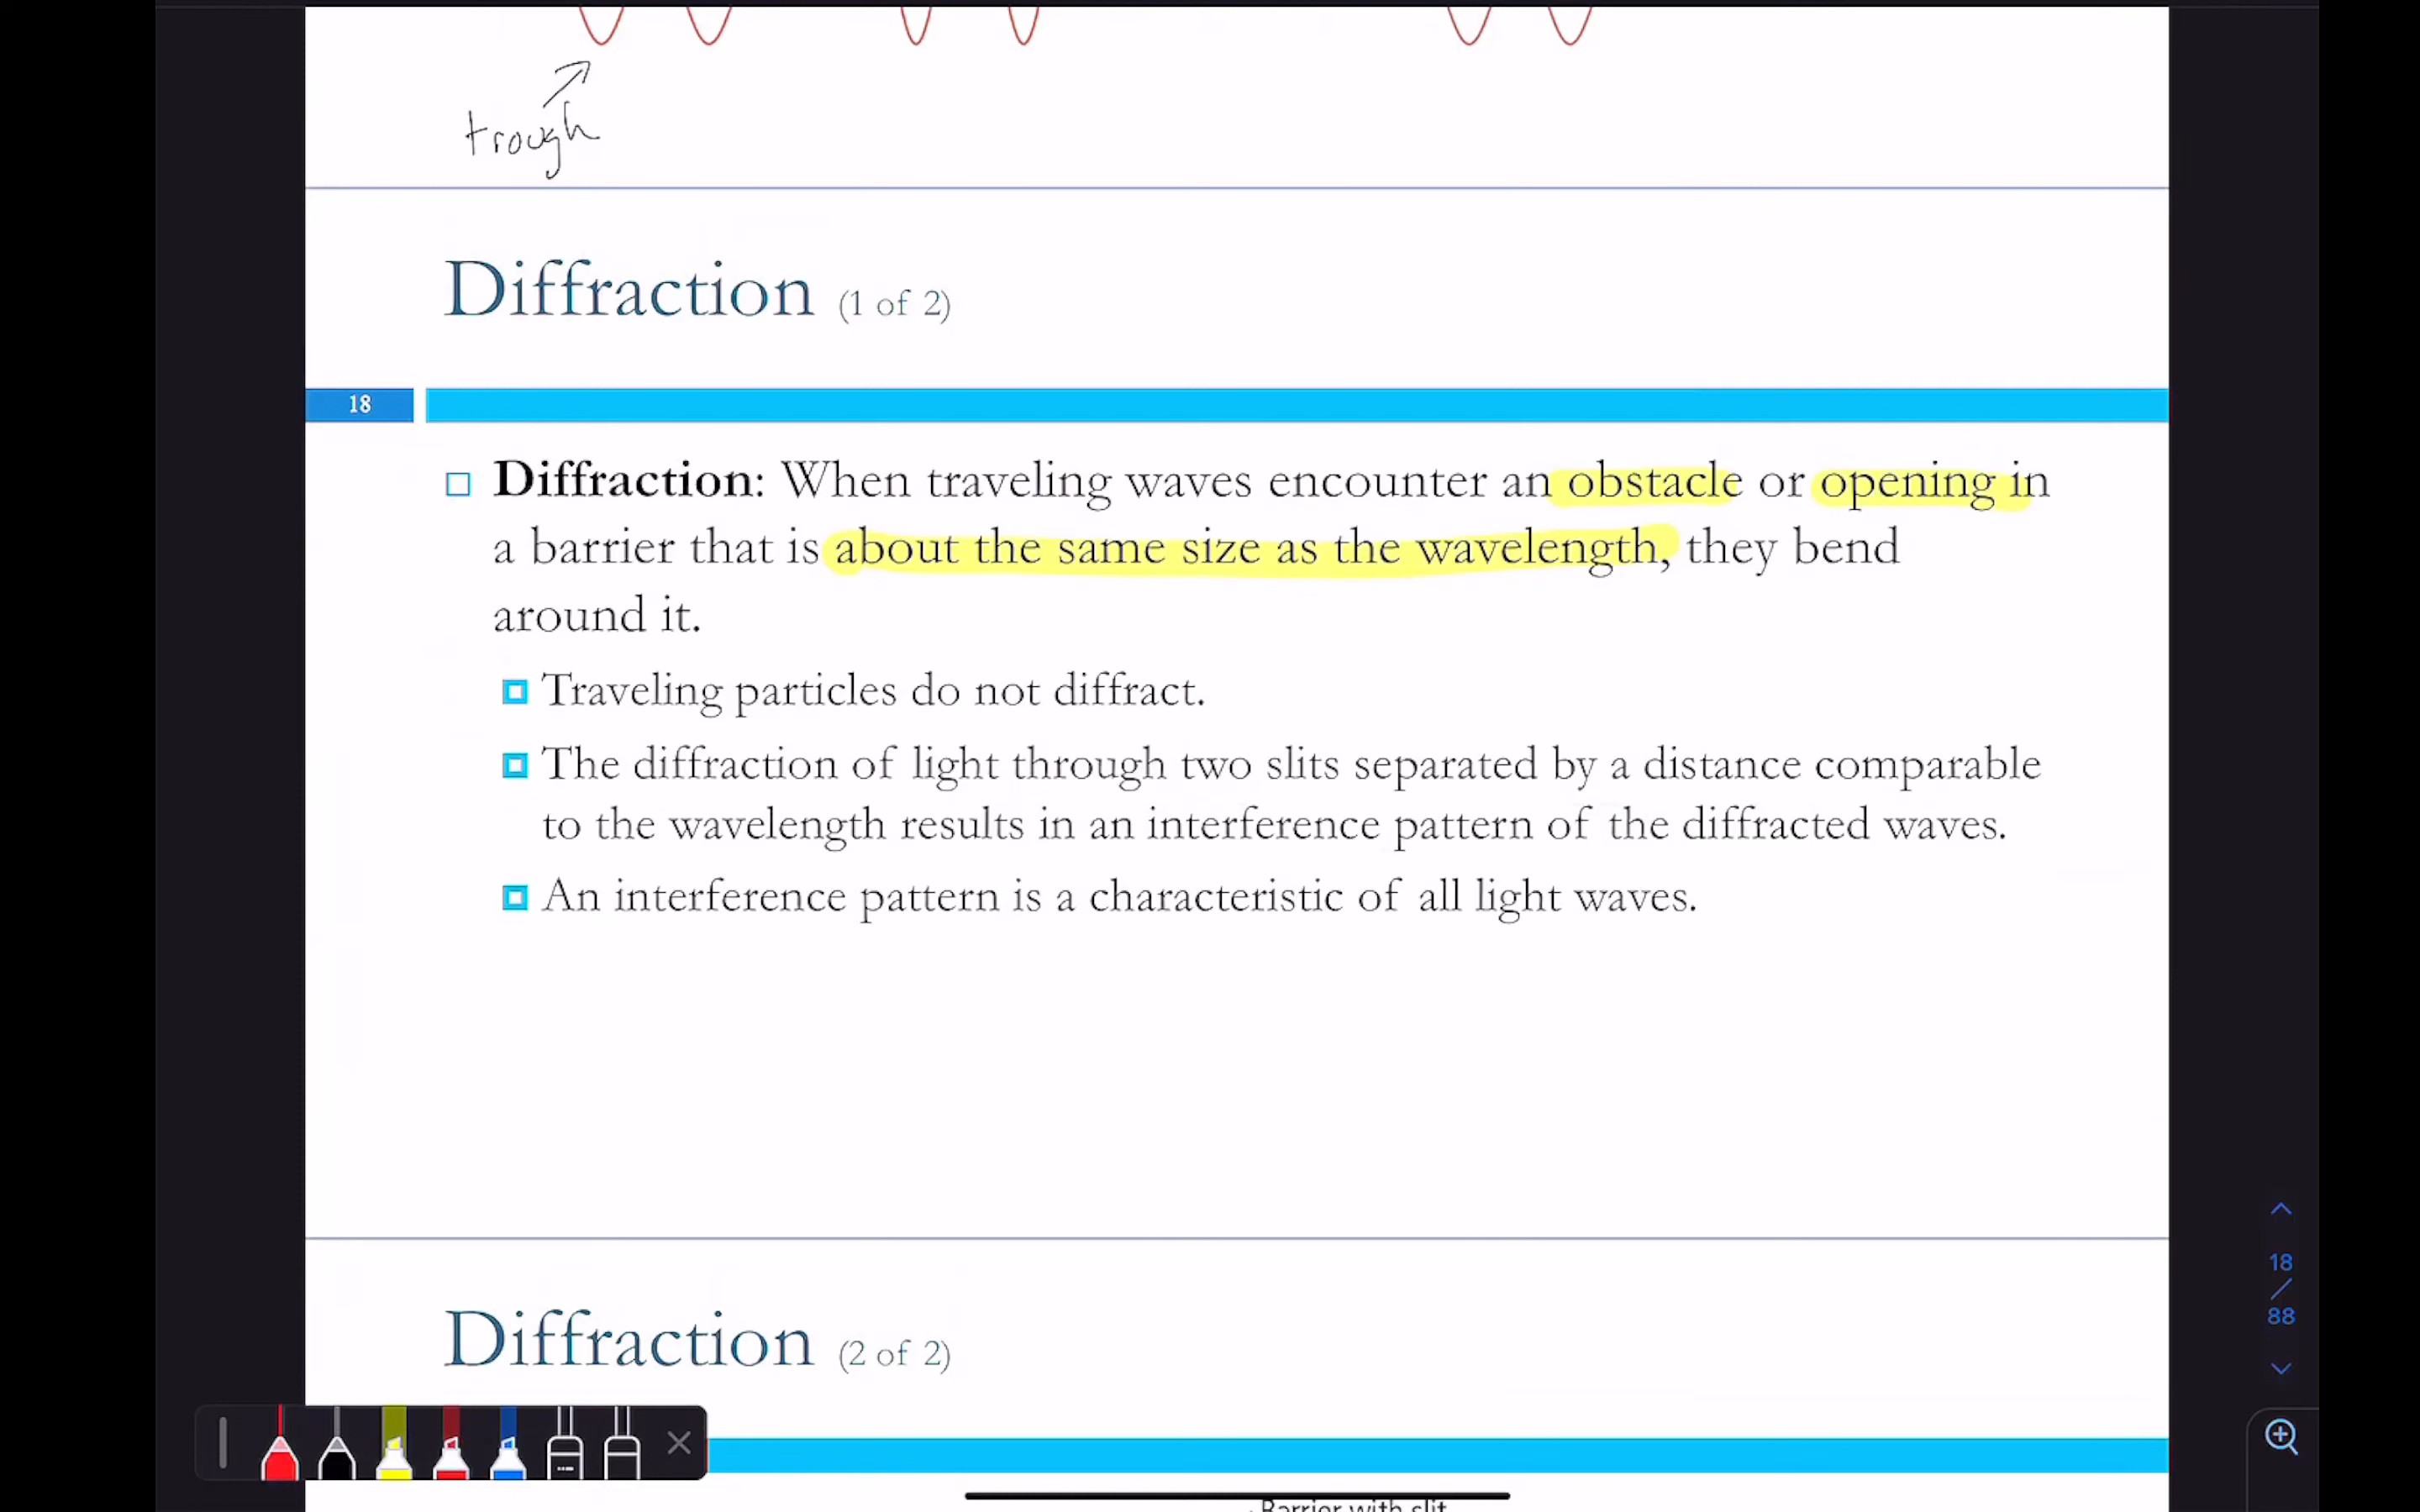 trough
Diffraction (1 of 2)
18
Diffraction: When traveling waves encounter an obstacle or opening in
a barrier that is about the same size as the wavelength, they bend
around it.
Traveling particles do not diffract.
The diffraction of light through two slits separated by a distance comparable
to the wavelength results in an interference pattern of the diffracted waves.
An interference pattern is a characteristic of all light waves.
18
/
88
Diffraction (2 of 2)
Barrier with slit